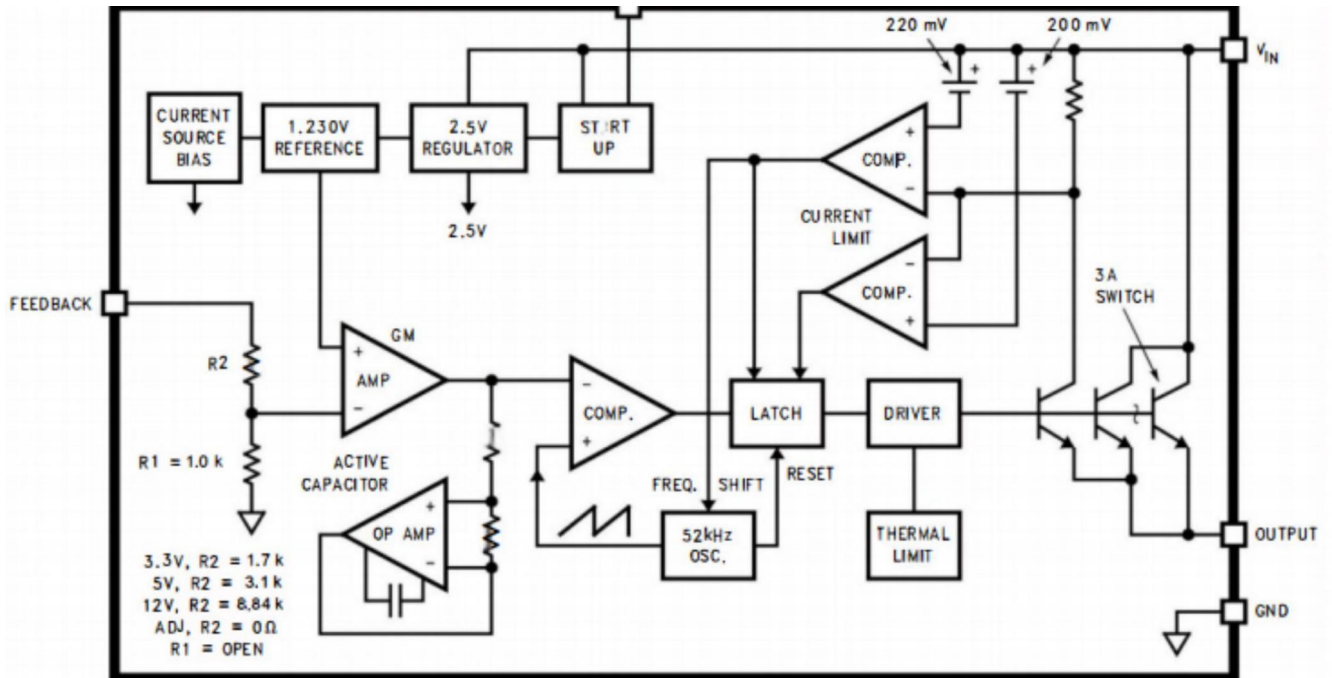 220 mV
200 mV
+
+
V_IN
CURRENT
SOURCE
BIAS
1.230V
REFERENCE
2.5V
REGULATOR
START
UP
+
COMP.
−
2.5V
CURRENT
LIMIT
−
COMP.
+
3A
SWITCH
FEEDBACK
R2
GM
+
AMP
−
−
COMP.
+
LATCH
DRIVER
R1 = 1.0 k
ACTIVE
CAPACITOR
FREQ. SHIFT
RESET
+
OP AMP
−
52kHz
OSC.
THERMAL
LIMIT
OUTPUT
3.3V, R2 = 1.7 k
5V, R2 = 3.1 k
12V, R2 = 8.84 k
ADJ, R2 = 0Ω
R1 = OPEN
GND